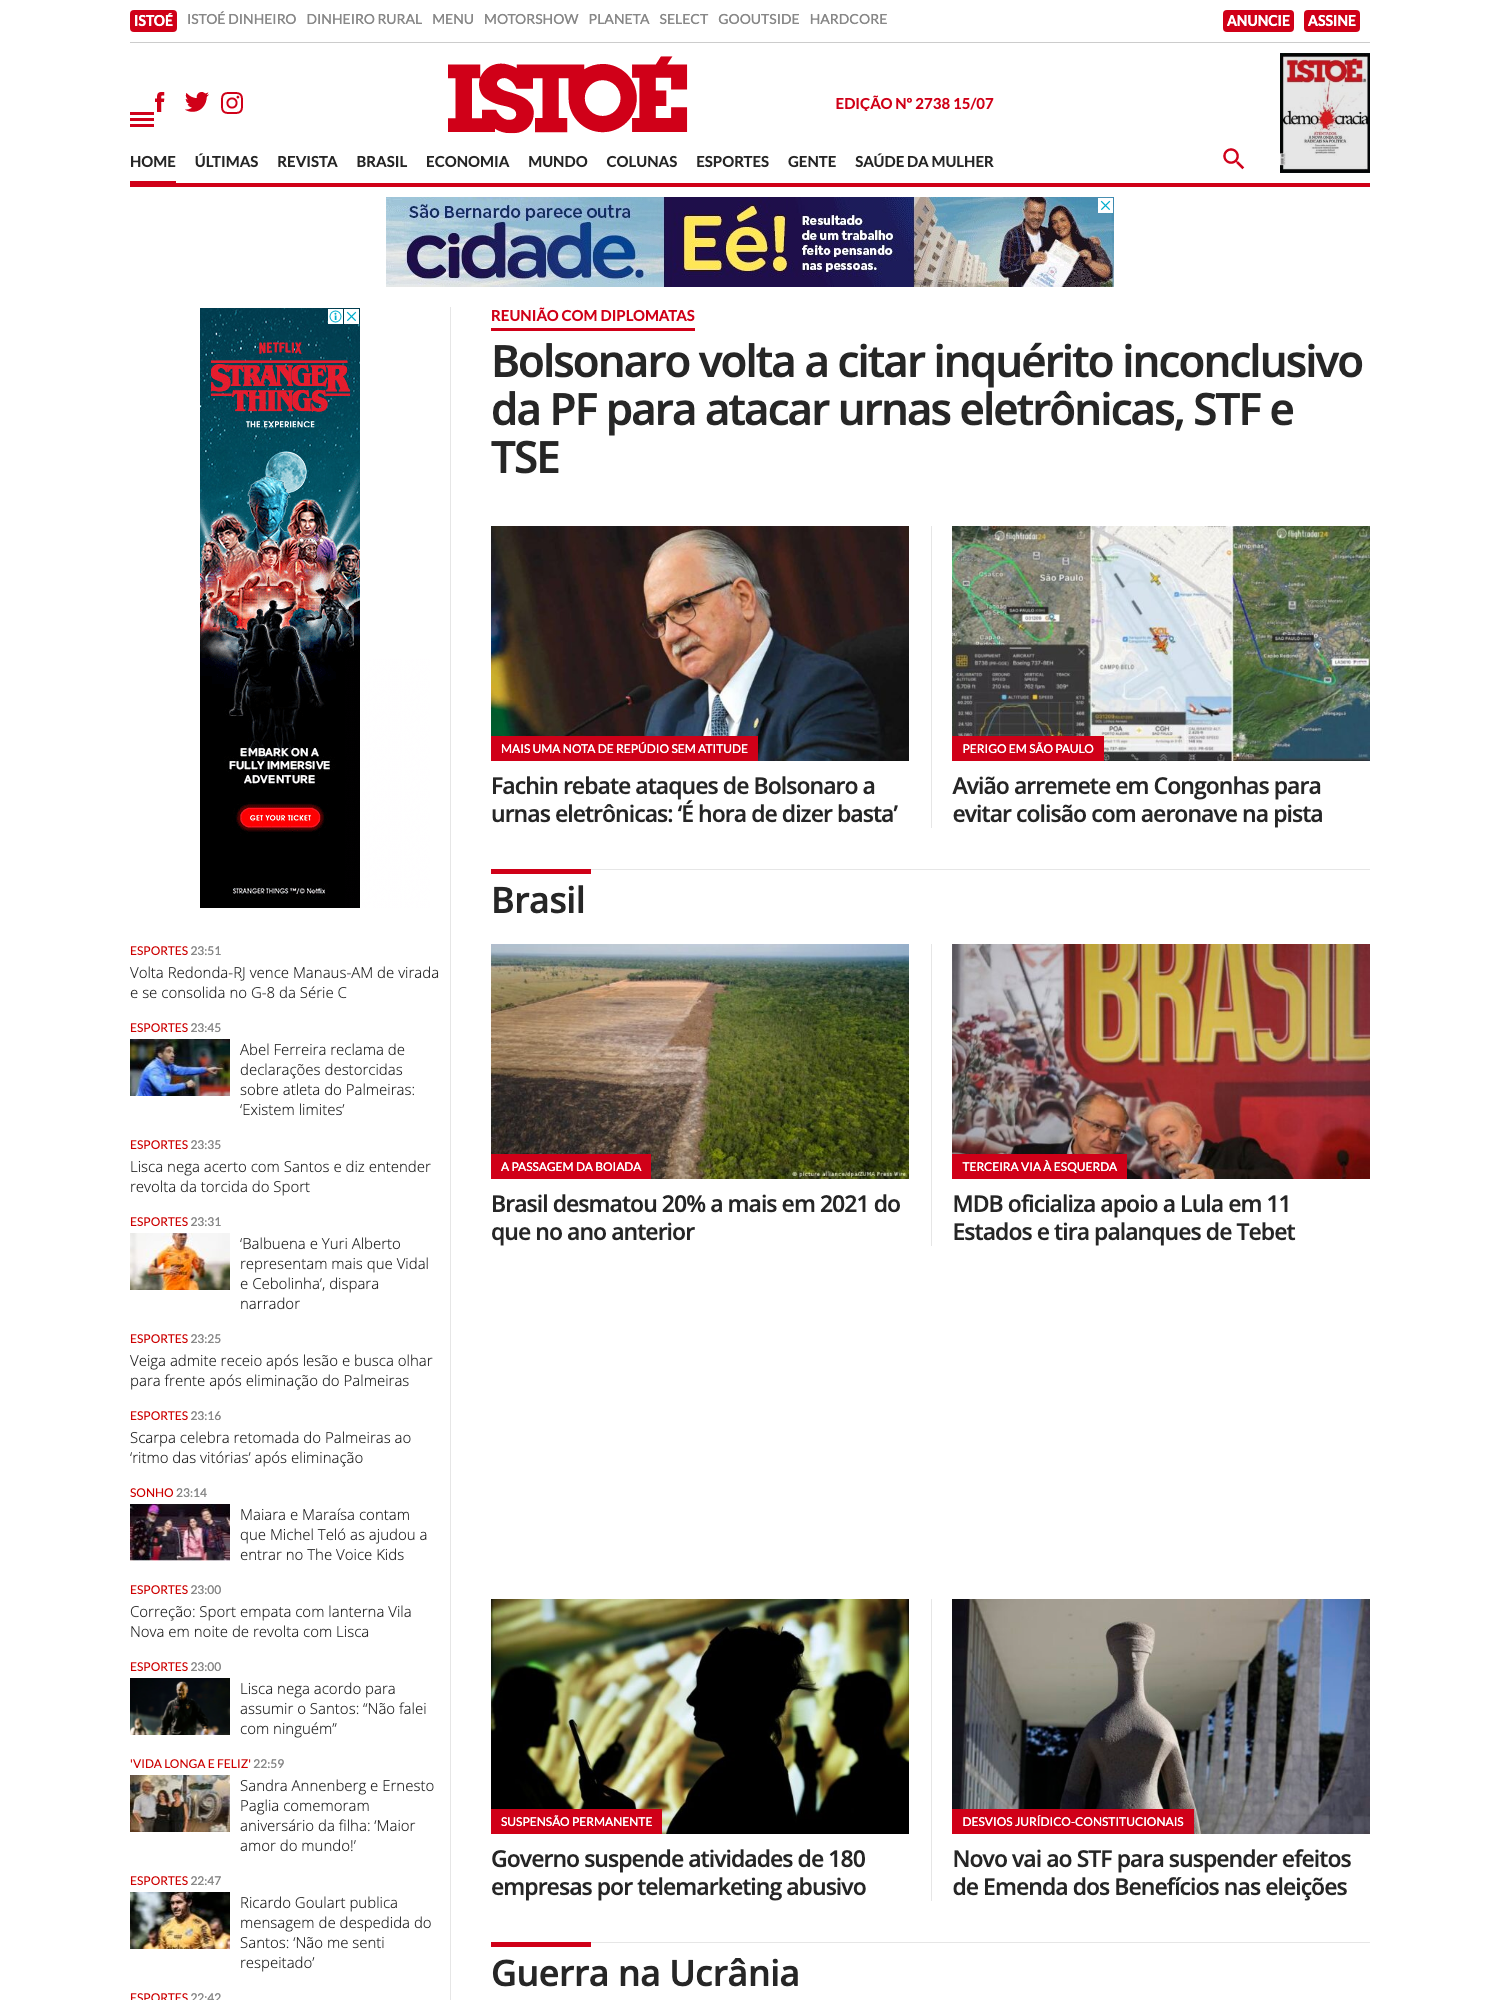 ISTOÉ ISTOÉ DINHEIRO DINHEIRO RURAL MENU MOTORSHOW PLANETA SELECT GOOUTSIDE HARDCORE ANUNCIE ASSINE
ISTOÉ
EDIÇÃO Nº 2738 15/07
ISTOÉ
democracia
HOME ÚLTIMAS REVISTA BRASIL ECONOMIA MUNDO COLUNAS ESPORTES GENTE SAÚDE DA MULHER
São Bernardo parece outra
cidade.
Eé!
Resultado
de um trabalho
feito pensando
nas pessoas.
NETFLIX
STRANGER
THINGS
THE EXPERIENCE
EMBARK ON A
FULLY IMMERSIVE
ADVENTURE
GET YOUR TICKET
STRANGER THINGS ™/© Netflix
ESPORTES 23:51
Volta Redonda-RJ vence Manaus-AM de virada
e se consolida no G-8 da Série C
ESPORTES 23:45
Abel Ferreira reclama de
declarações destorcidas
sobre atleta do Palmeiras:
‘Existem limites’
ESPORTES 23:35
Lisca nega acerto com Santos e diz entender
revolta da torcida do Sport
ESPORTES 23:31
‘Balbuena e Yuri Alberto
representam mais que Vidal
e Cebolinha’, dispara
narrador
ESPORTES 23:25
Veiga admite receio após lesão e busca olhar
para frente após eliminação do Palmeiras
ESPORTES 23:16
Scarpa celebra retomada do Palmeiras ao
‘ritmo das vitórias’ após eliminação
SONHO 23:14
Maiara e Maraísa contam
que Michel Teló as ajudou a
entrar no The Voice Kids
ESPORTES 23:00
Correção: Sport empata com lanterna Vila
Nova em noite de revolta com Lisca
ESPORTES 23:00
Lisca nega acordo para
assumir o Santos: “Não falei
com ninguém”
'VIDA LONGA E FELIZ' 22:59
Sandra Annenberg e Ernesto
Paglia comemoram
aniversário da filha: ‘Maior
amor do mundo!’
ESPORTES 22:47
Ricardo Goulart publica
mensagem de despedida do
Santos: ‘Não me senti
respeitado’
ESPORTES 22:42
REUNIÃO COM DIPLOMATAS
Bolsonaro volta a citar inquérito inconclusivo
da PF para atacar urnas eletrônicas, STF e
TSE
MAIS UMA NOTA DE REPÚDIO SEM ATITUDE
Fachin rebate ataques de Bolsonaro a
urnas eletrônicas: ‘É hora de dizer basta’
flightradar24
São Paulo
CAMPO BELO
POA
CGH
flightradar24
Campinas
PERIGO EM SÃO PAULO
Avião arremete em Congonhas para
evitar colisão com aeronave na pista
Brasil
© picture alliance/dpa/ZUMA Press Wire
A PASSAGEM DA BOIADA
Brasil desmatou 20% a mais em 2021 do
que no ano anterior
BRASIL
TERCEIRA VIA À ESQUERDA
MDB oficializa apoio a Lula em 11
Estados e tira palanques de Tebet
SUSPENSÃO PERMANENTE
Governo suspende atividades de 180
empresas por telemarketing abusivo
DESVIOS JURÍDICO-CONSTITUCIONAIS
Novo vai ao STF para suspender efeitos
de Emenda dos Benefícios nas eleições
Guerra na Ucrânia